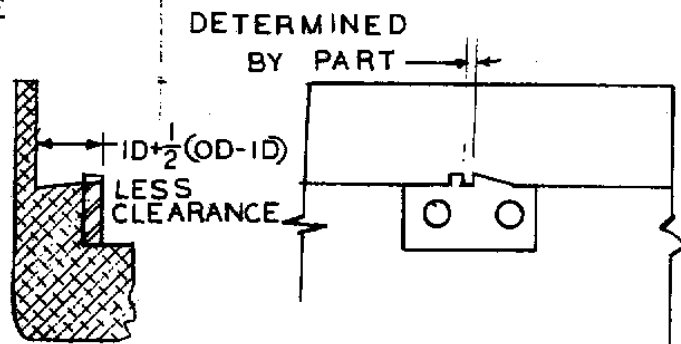 DETERMINED
BY PART
ID+½(OD-ID)
LESS
CLEARANCE